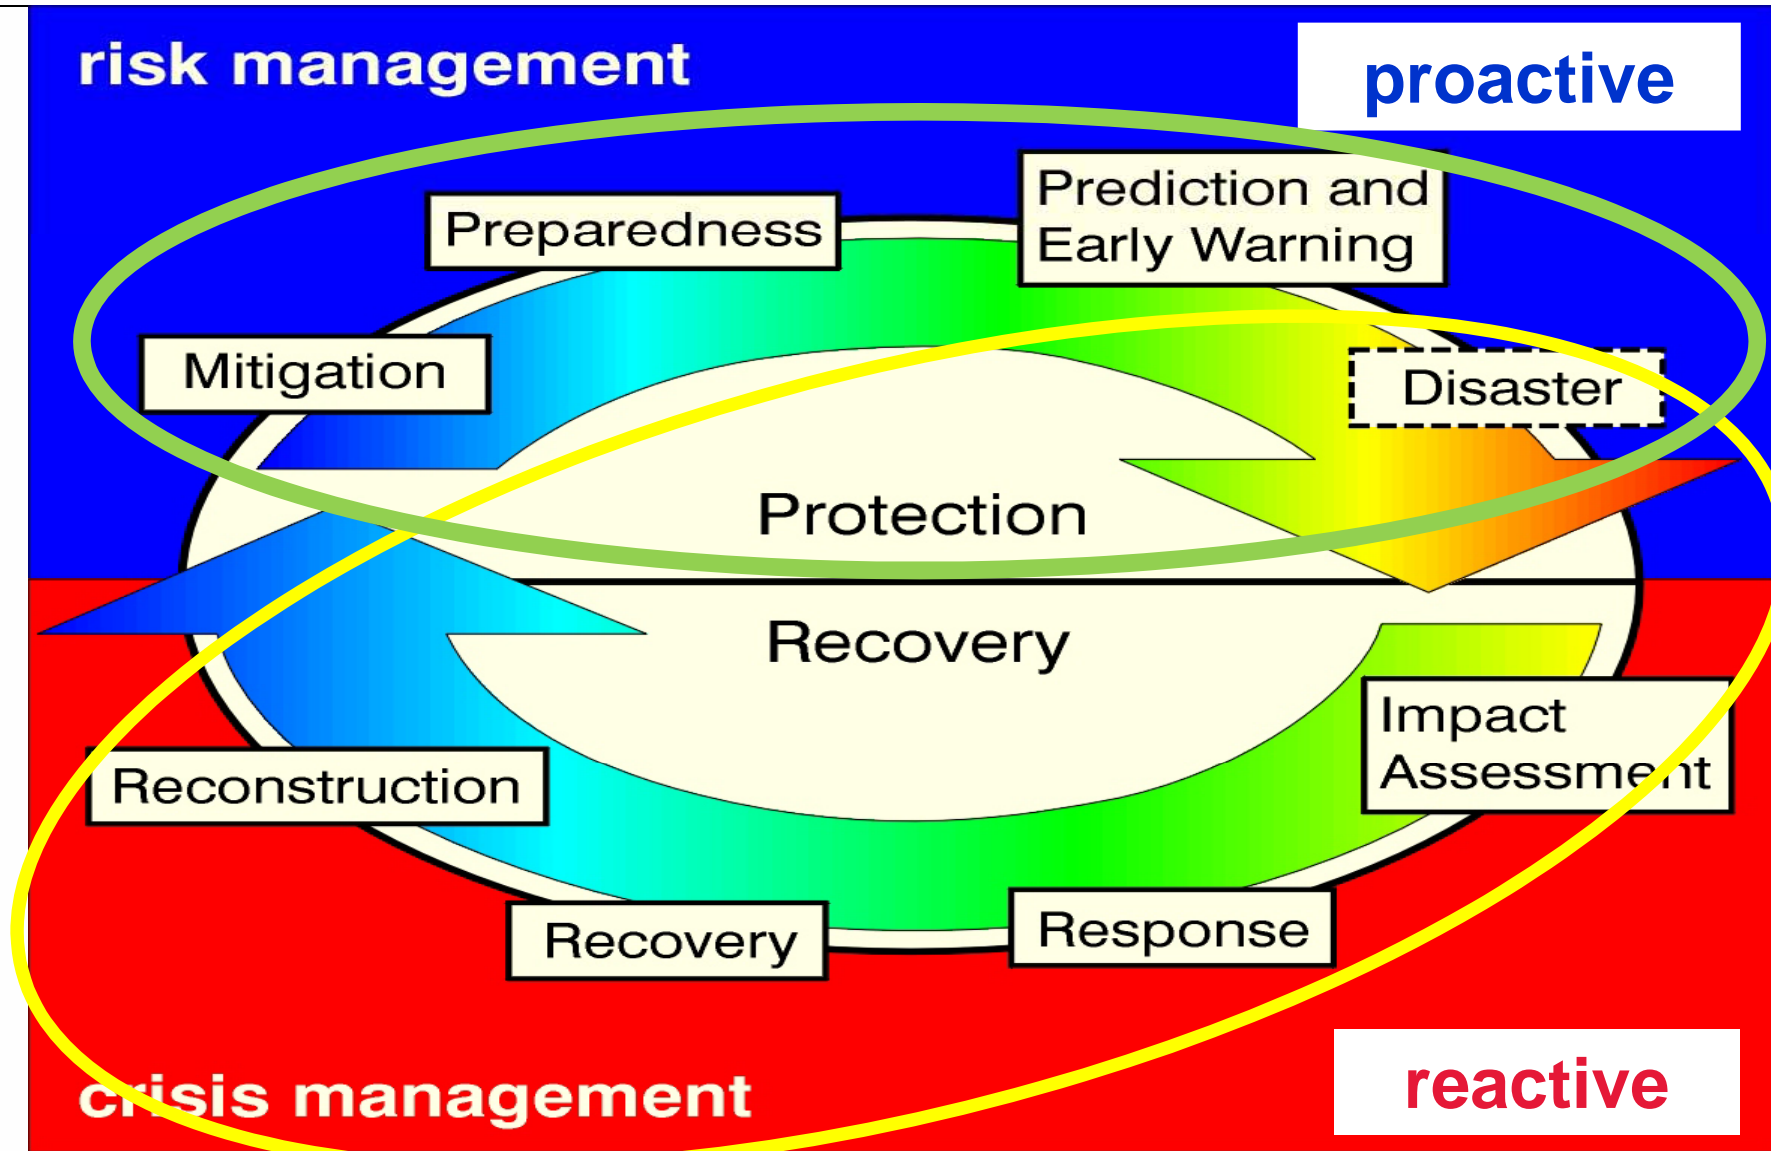 risk management
proactive
Preparedness
Prediction and
Early Warning
Mitigation
Disaster
Protection
Recovery
Impact
Assessment
Reconstruction
Recovery
Response
crisis management
reactive